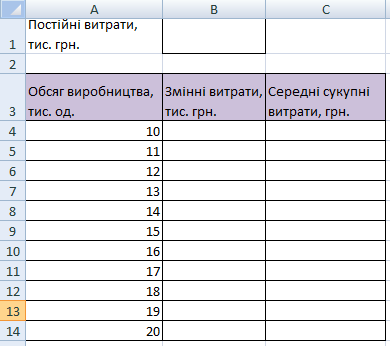 A B C
Постійні витрати,
1 тис. грн.
2
Обсяг виробництва, Змінні витрати, Середні сукупні
3 тис. од. тис. грн. витрати, грн.
4 10
5 11
6 12
7 13
8 14
9 15
10 16
11 17
12 18
13 19
14 20